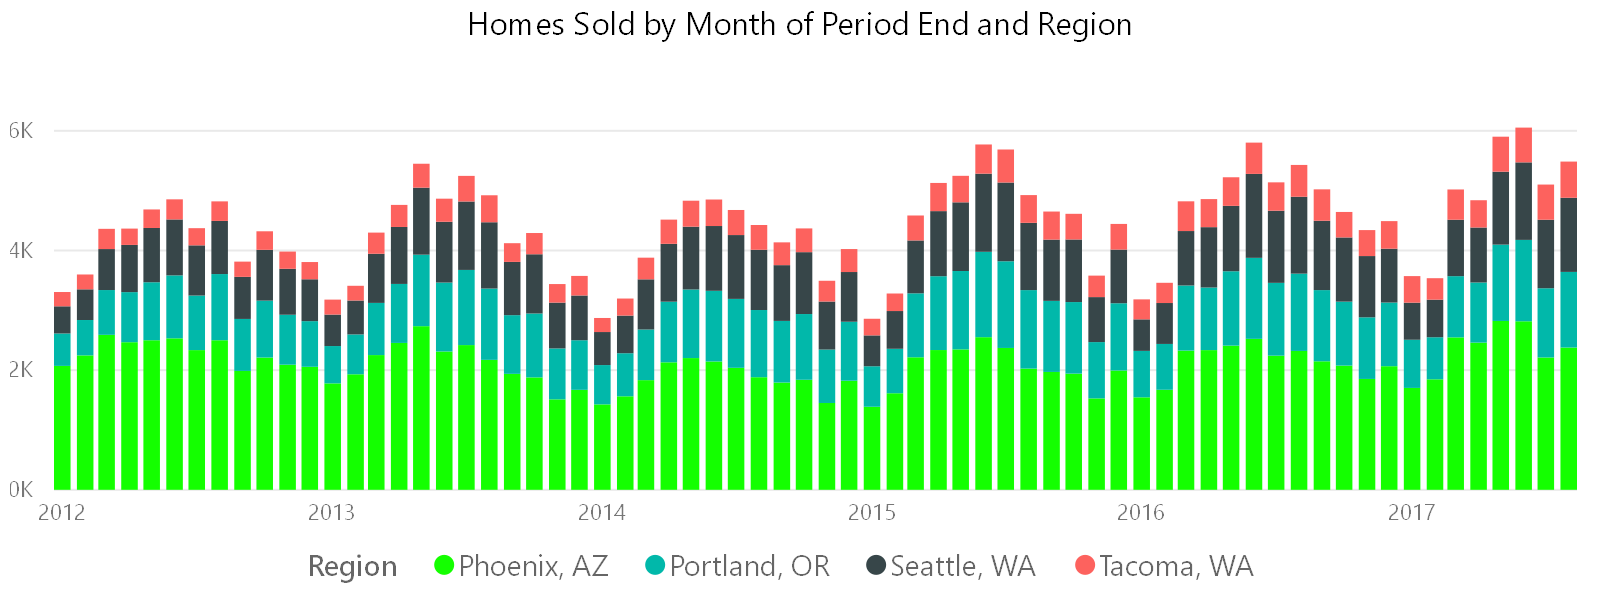 Homes Sold by Month of Period End and Region
6K
4K
2K
0K
2012 2013 2014 2015 2016 2017
Region Phoenix, AZ Portland, OR Seattle, WA Tacoma, WA